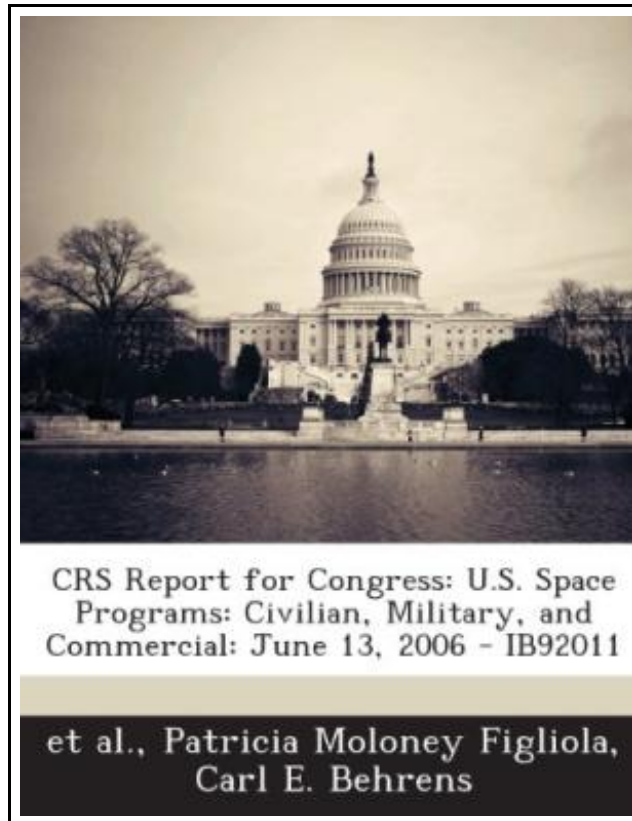 CRS Report for Congress: U.S. Space
Programs: Civilian, Military, and
Commercial: June 13, 2006 - IB92011
et al., Patricia Moloney Figliola,
Carl E. Behrens